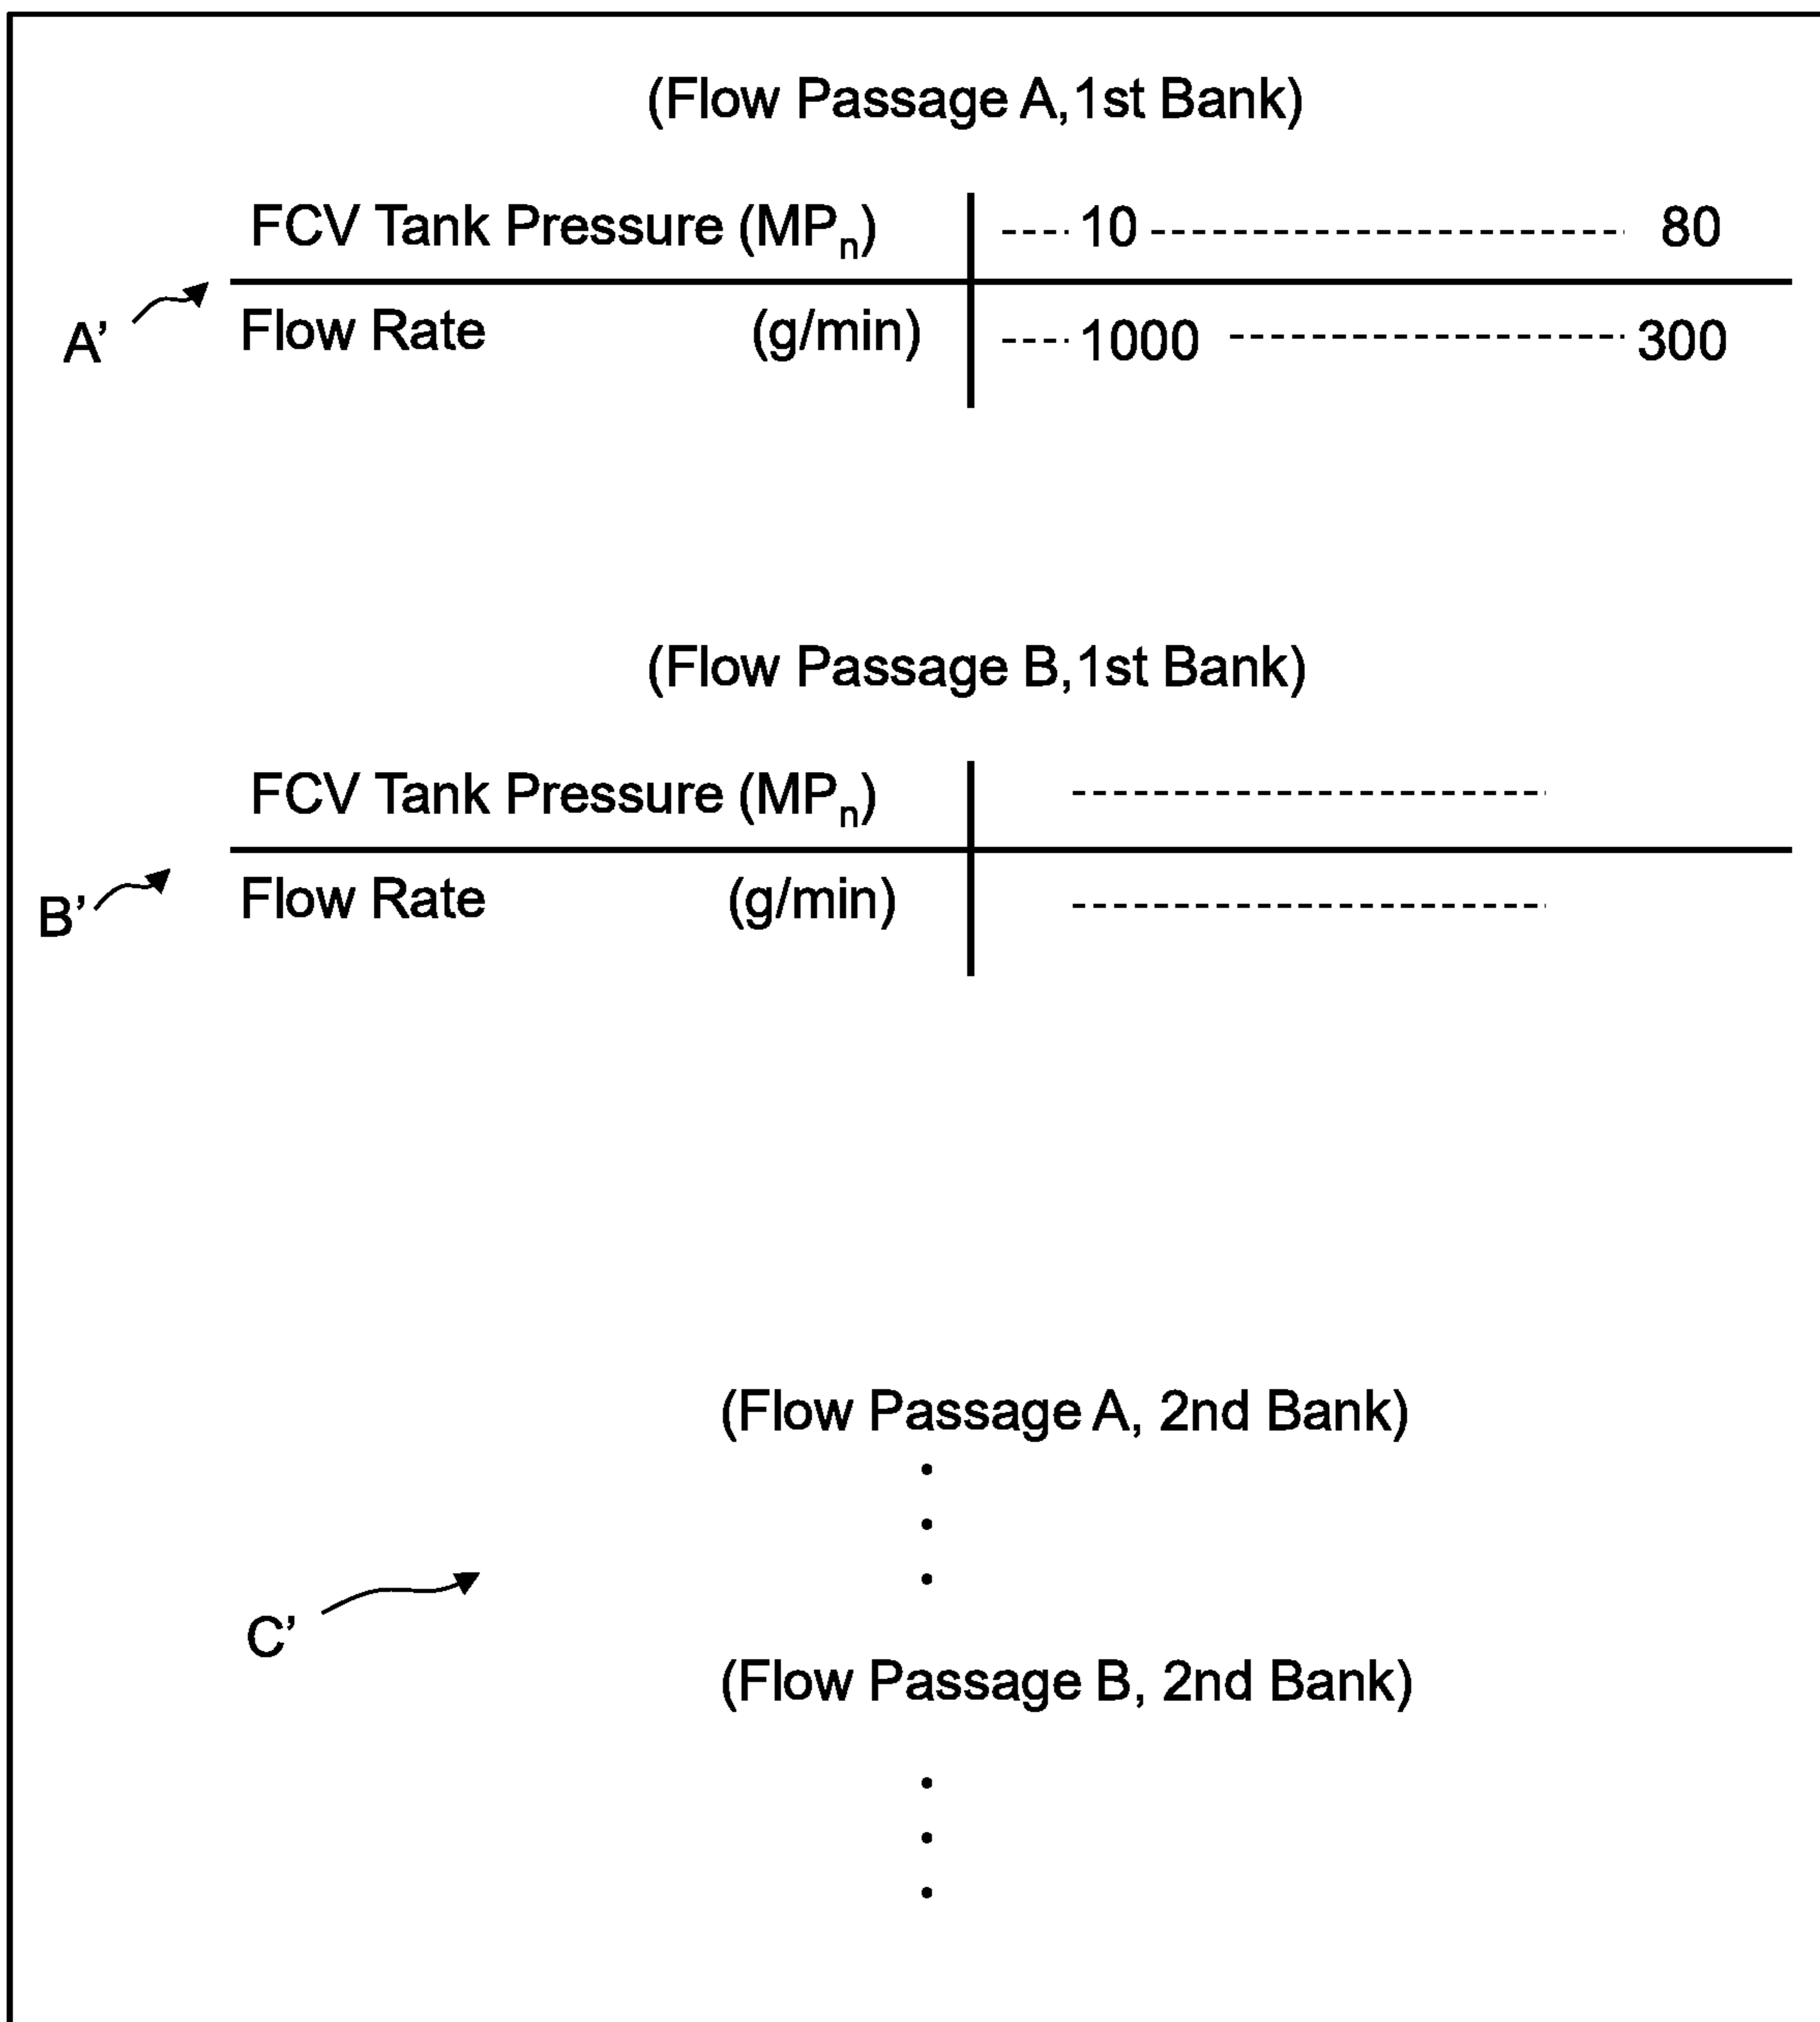 (Flow Passage A,1st Bank)
FCV Tank Pressure (MPn) ---- 10 -------------------- 80
A’
Flow Rate (g/min) ---- 1000 ----------------- 300
(Flow Passage B,1st Bank)
FCV Tank Pressure (MPn) --------------------
B’
Flow Rate (g/min) --------------------
(Flow Passage A, 2nd Bank)
C’
(Flow Passage B, 2nd Bank)